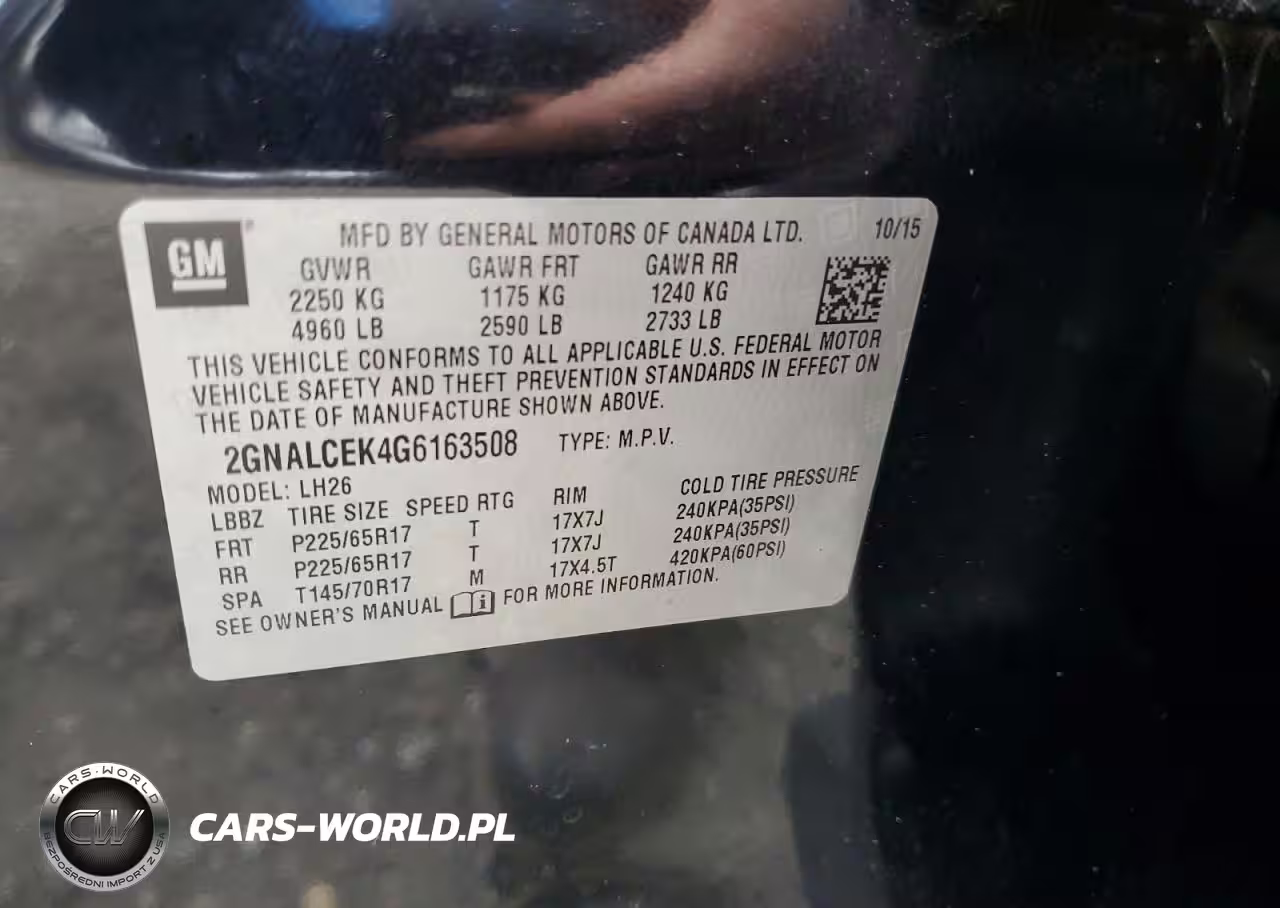 GM
MFD BY GENERAL MOTORS OF CANADA LTD. 10/15
GVWR GAWR FRT GAWR RR
2250 KG 1175 KG 1240 KG
4960 LB 2590 LB 2733 LB
THIS VEHICLE CONFORMS TO ALL APPLICABLE U.S. FEDERAL MOTOR
VEHICLE SAFETY AND THEFT PREVENTION STANDARDS IN EFFECT ON
THE DATE OF MANUFACTURE SHOWN ABOVE.
2GNALCEK4G6163508 TYPE: M.P.V.
MODEL: LH26
LBBZ TIRE SIZE SPEED RTG RIM COLD TIRE PRESSURE
FRT P225/65R17 T 17X7J 240KPA(35PSI)
RR P225/65R17 T 17X7J 240KPA(35PSI)
SPA T145/70R17 M 17X4.5T 420KPA(60PSI)
SEE OWNER'S MANUAL FOR MORE INFORMATION.
CARS-WORLD
CW
BEZPOŚREDNI IMPORT Z USA
CARS-WORLD.PL